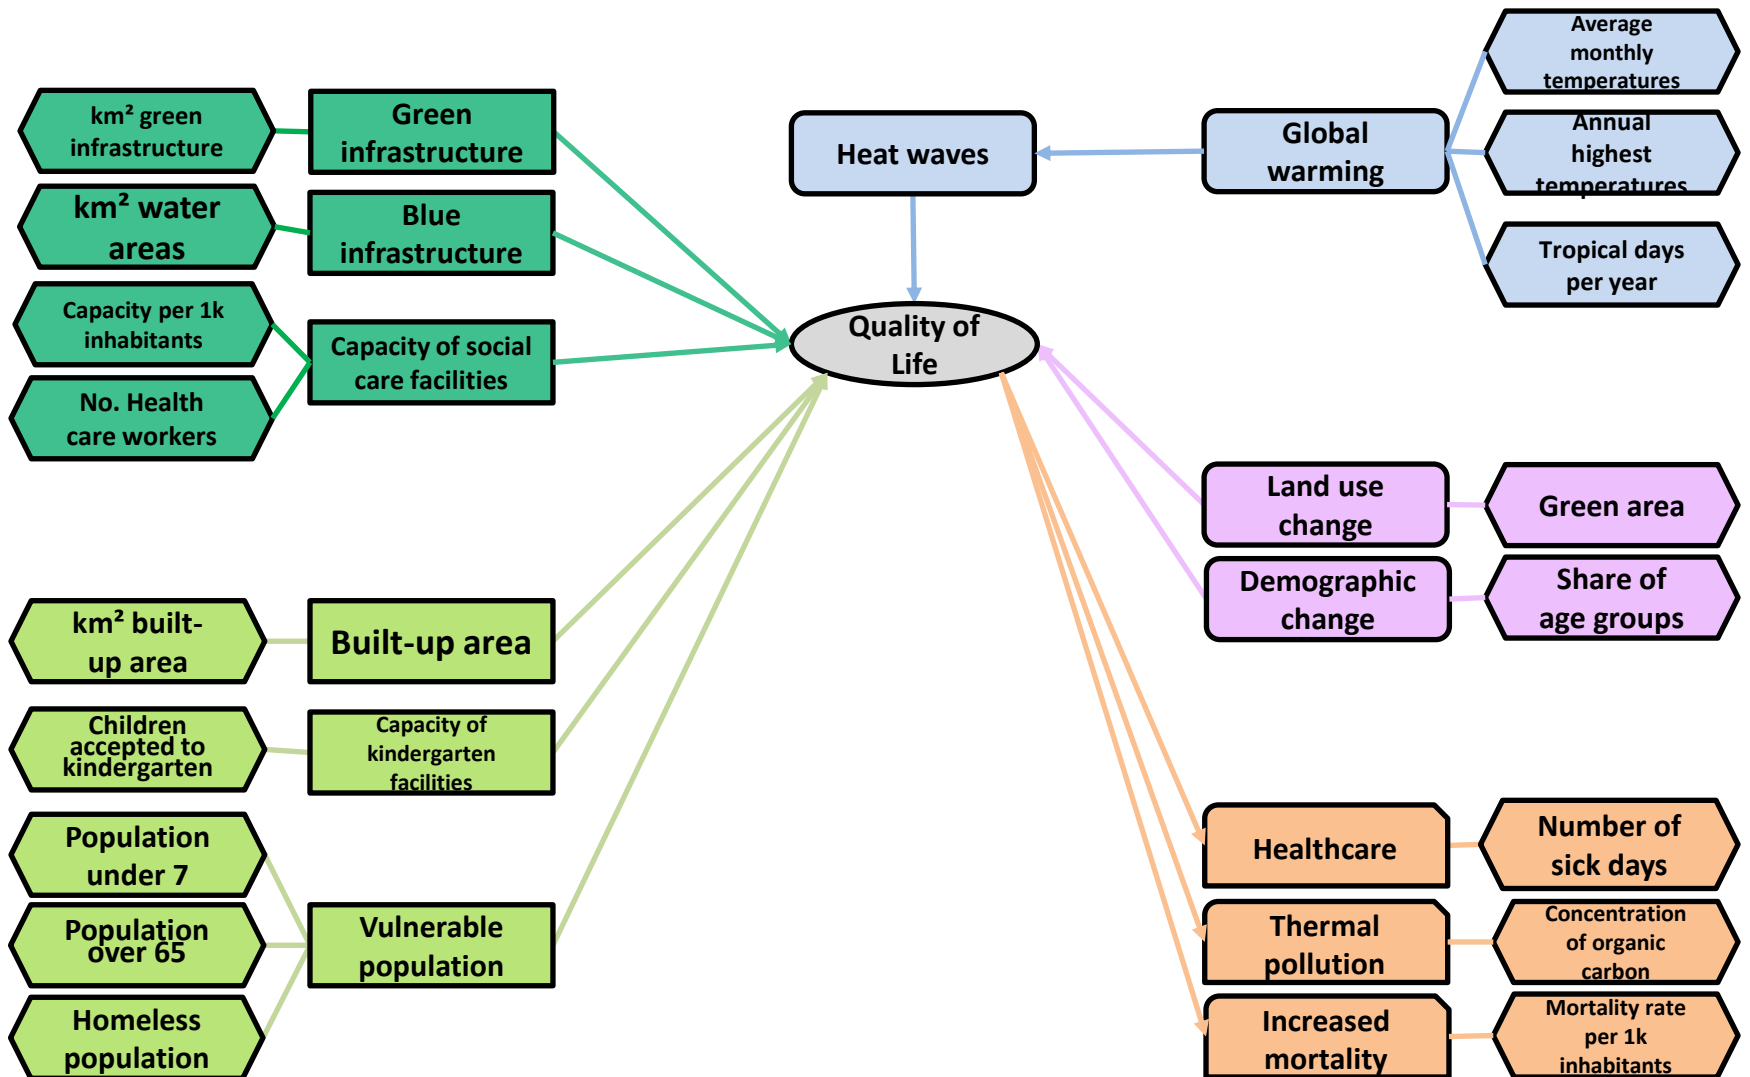 km² green
infrastructure
Green
infrastructure
km² water
areas
Blue
infrastructure
Capacity per 1k
inhabitants
No. Health
care workers
Capacity of social
care facilities
km² built-
up area
Built-up area
Children
accepted to
kindergarten
Capacity of
kindergarten
facilities
Population
under 7
Population
over 65
Homeless
population
Vulnerable
population
Heat waves
Quality of
Life
Global
warming
Average
monthly
temperatures
Annual
highest
temperatures
Tropical days
per year
Land use
change
Green area
Demographic
change
Share of
age groups
Healthcare
Number of
sick days
Thermal
pollution
Concentration
of organic
carbon
Increased
mortality
Mortality rate
per 1k
inhabitants